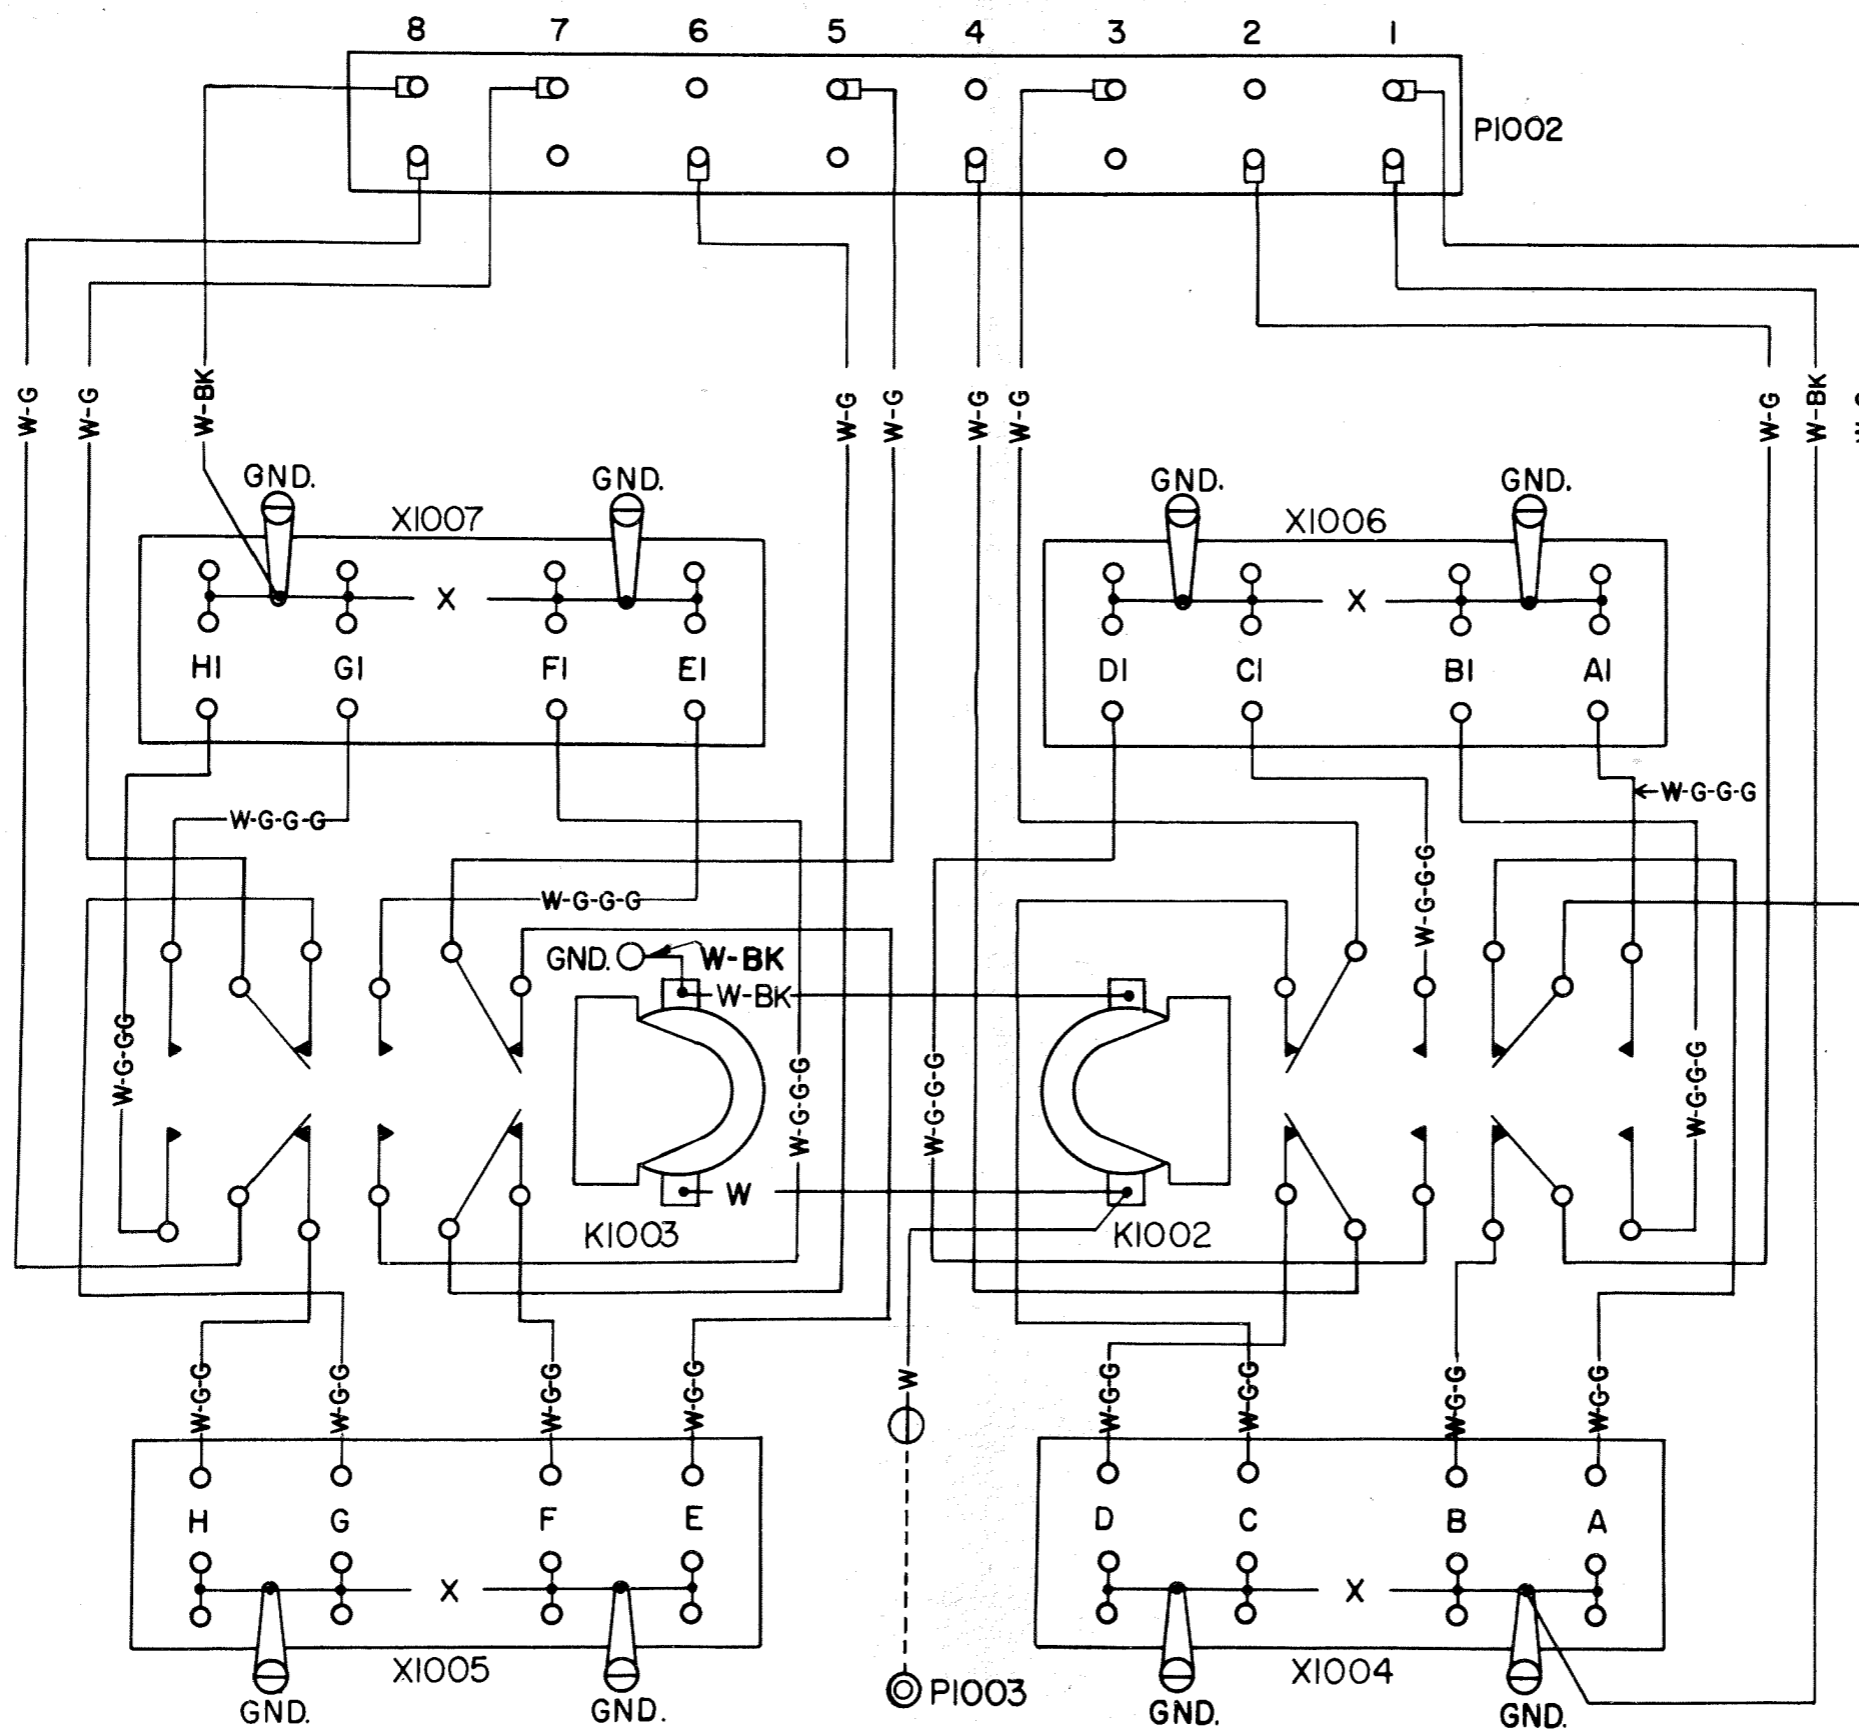 8 7 6 5 4 3 2 1
P1002
W-G W-G W-BK W-G W-G W-G W-G W-G W-BK
GND. GND. GND. GND.
X1007 X1006
X X
H1 G1 F1 E1 D1 C1 B1 A1
W-G-G-G
W-G-G-G
W-G-G-G
W-G-G-G
GND. W-BK
W-BK
W-G-G-G W-G-G-G W-G-G-G W-G-G-G
W
K1003 K1002
W-G-G W-G-G W-G-G W-G-G W W-G-G W-G-G W-G-G W-G-G
H G F E D C B A
X X
X1005 X1004
P1003
GND. GND. GND. GND.